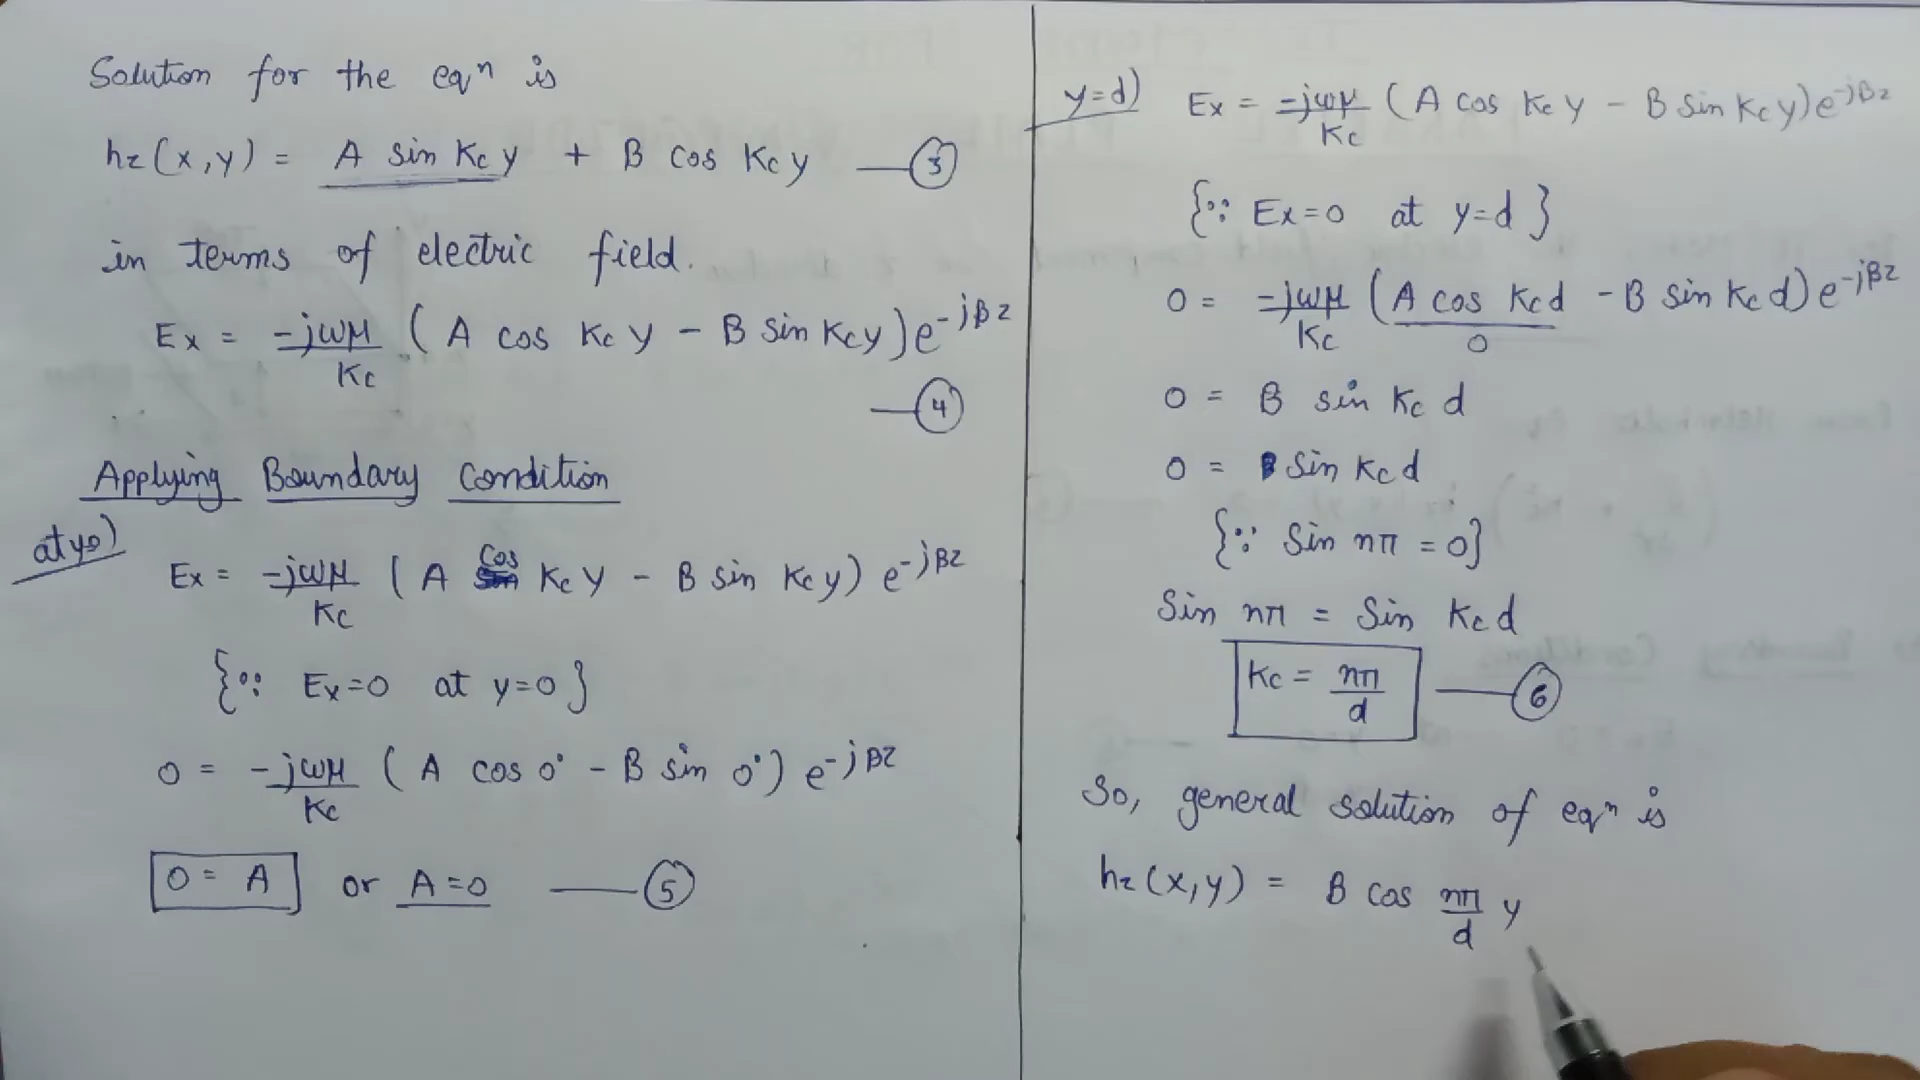 Solution for the eqⁿ is
hz(x,y) = A sin Kc y + B cos Kc y —③
in terms of electric field.
Ex = -jωμ/Kc (A cos Kc y - B sin Kc y) e^-jβz
—④
Applying Boundary Condition
at y=0)
Ex = -jωμ/Kc (A cos Kc y - B sin Kc y) e^-jβz
{∵ Ex=0 at y=0}
0 = -jωμ/Kc (A cos 0° - B sin 0°) e^-jβz
0 = A or A=0 —⑤
y=d) Ex = -jωμ/Kc (A cos Kc y - B sin Kc y) e^-jβz
{∵ Ex=0 at y=d}
0 = -jωμ/Kc (A cos Kc d - B sin Kc d) e^-jβz
0
0 = B sin Kc d
0 = B sin Kc d
{∵ Sin nπ = 0}
Sin nπ = Sin Kc d
Kc = nπ/d —⑥
So, general solution of eqⁿ is
hz(x,y) = B cos nπ/d y